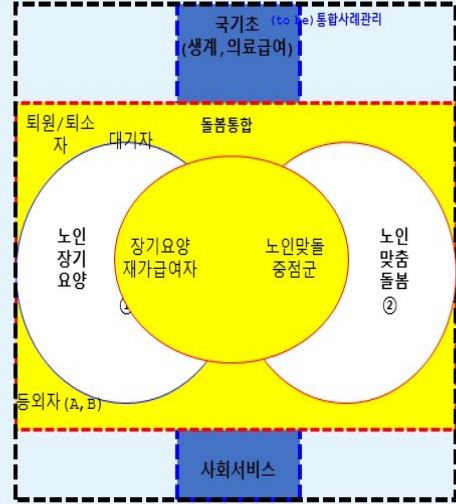 국기초
(to be)통합사례관리
(생계,의료급여)
돌봄통합
퇴원/퇴소
자
대기자
노인
장기
요양
①
장기요양
재가급여자
노인맞돌
중점군
노인
맞춤
돌봄
②
등외자(A,B)
사회서비스